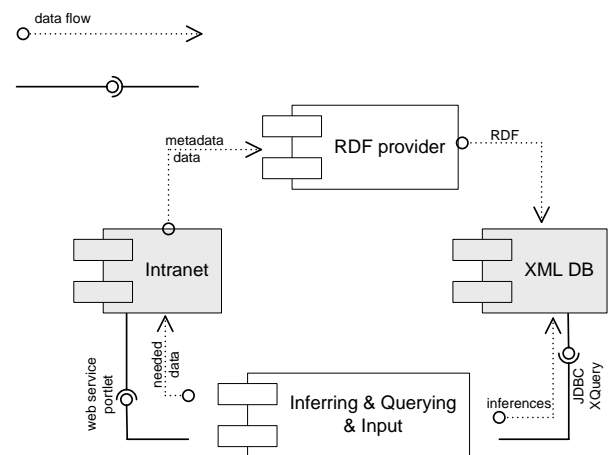 data flow
metadata
data
RDF provider
RDF
Intranet
XML DB
web service
portlet
needed
data
Inferring & Querying
& Input
inferences
JDBC
XQuery